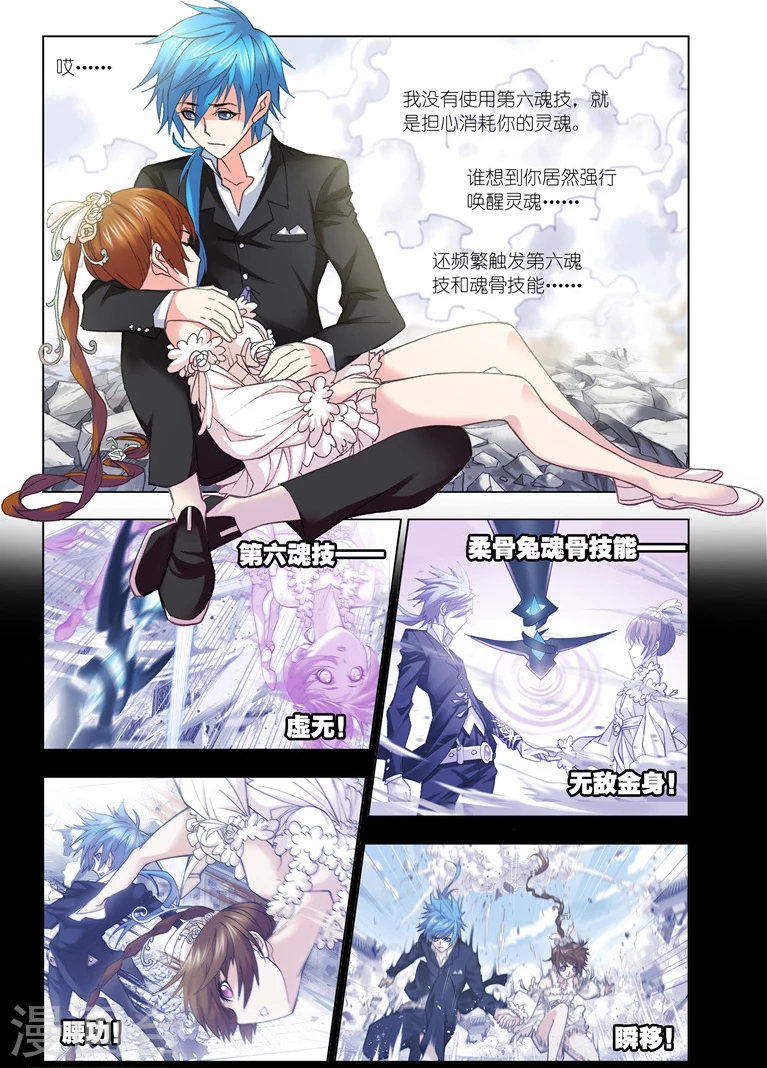 哎……
我没有使用第六魂技，就
是担心消耗你的灵魂。
谁想到你居然强行
唤醒灵魂……
还频繁触发第六魂
技和魂骨技能……
第六魂技——
虚无！
柔骨兔魂骨技能——
无敌金身！
腰功！
瞬移！